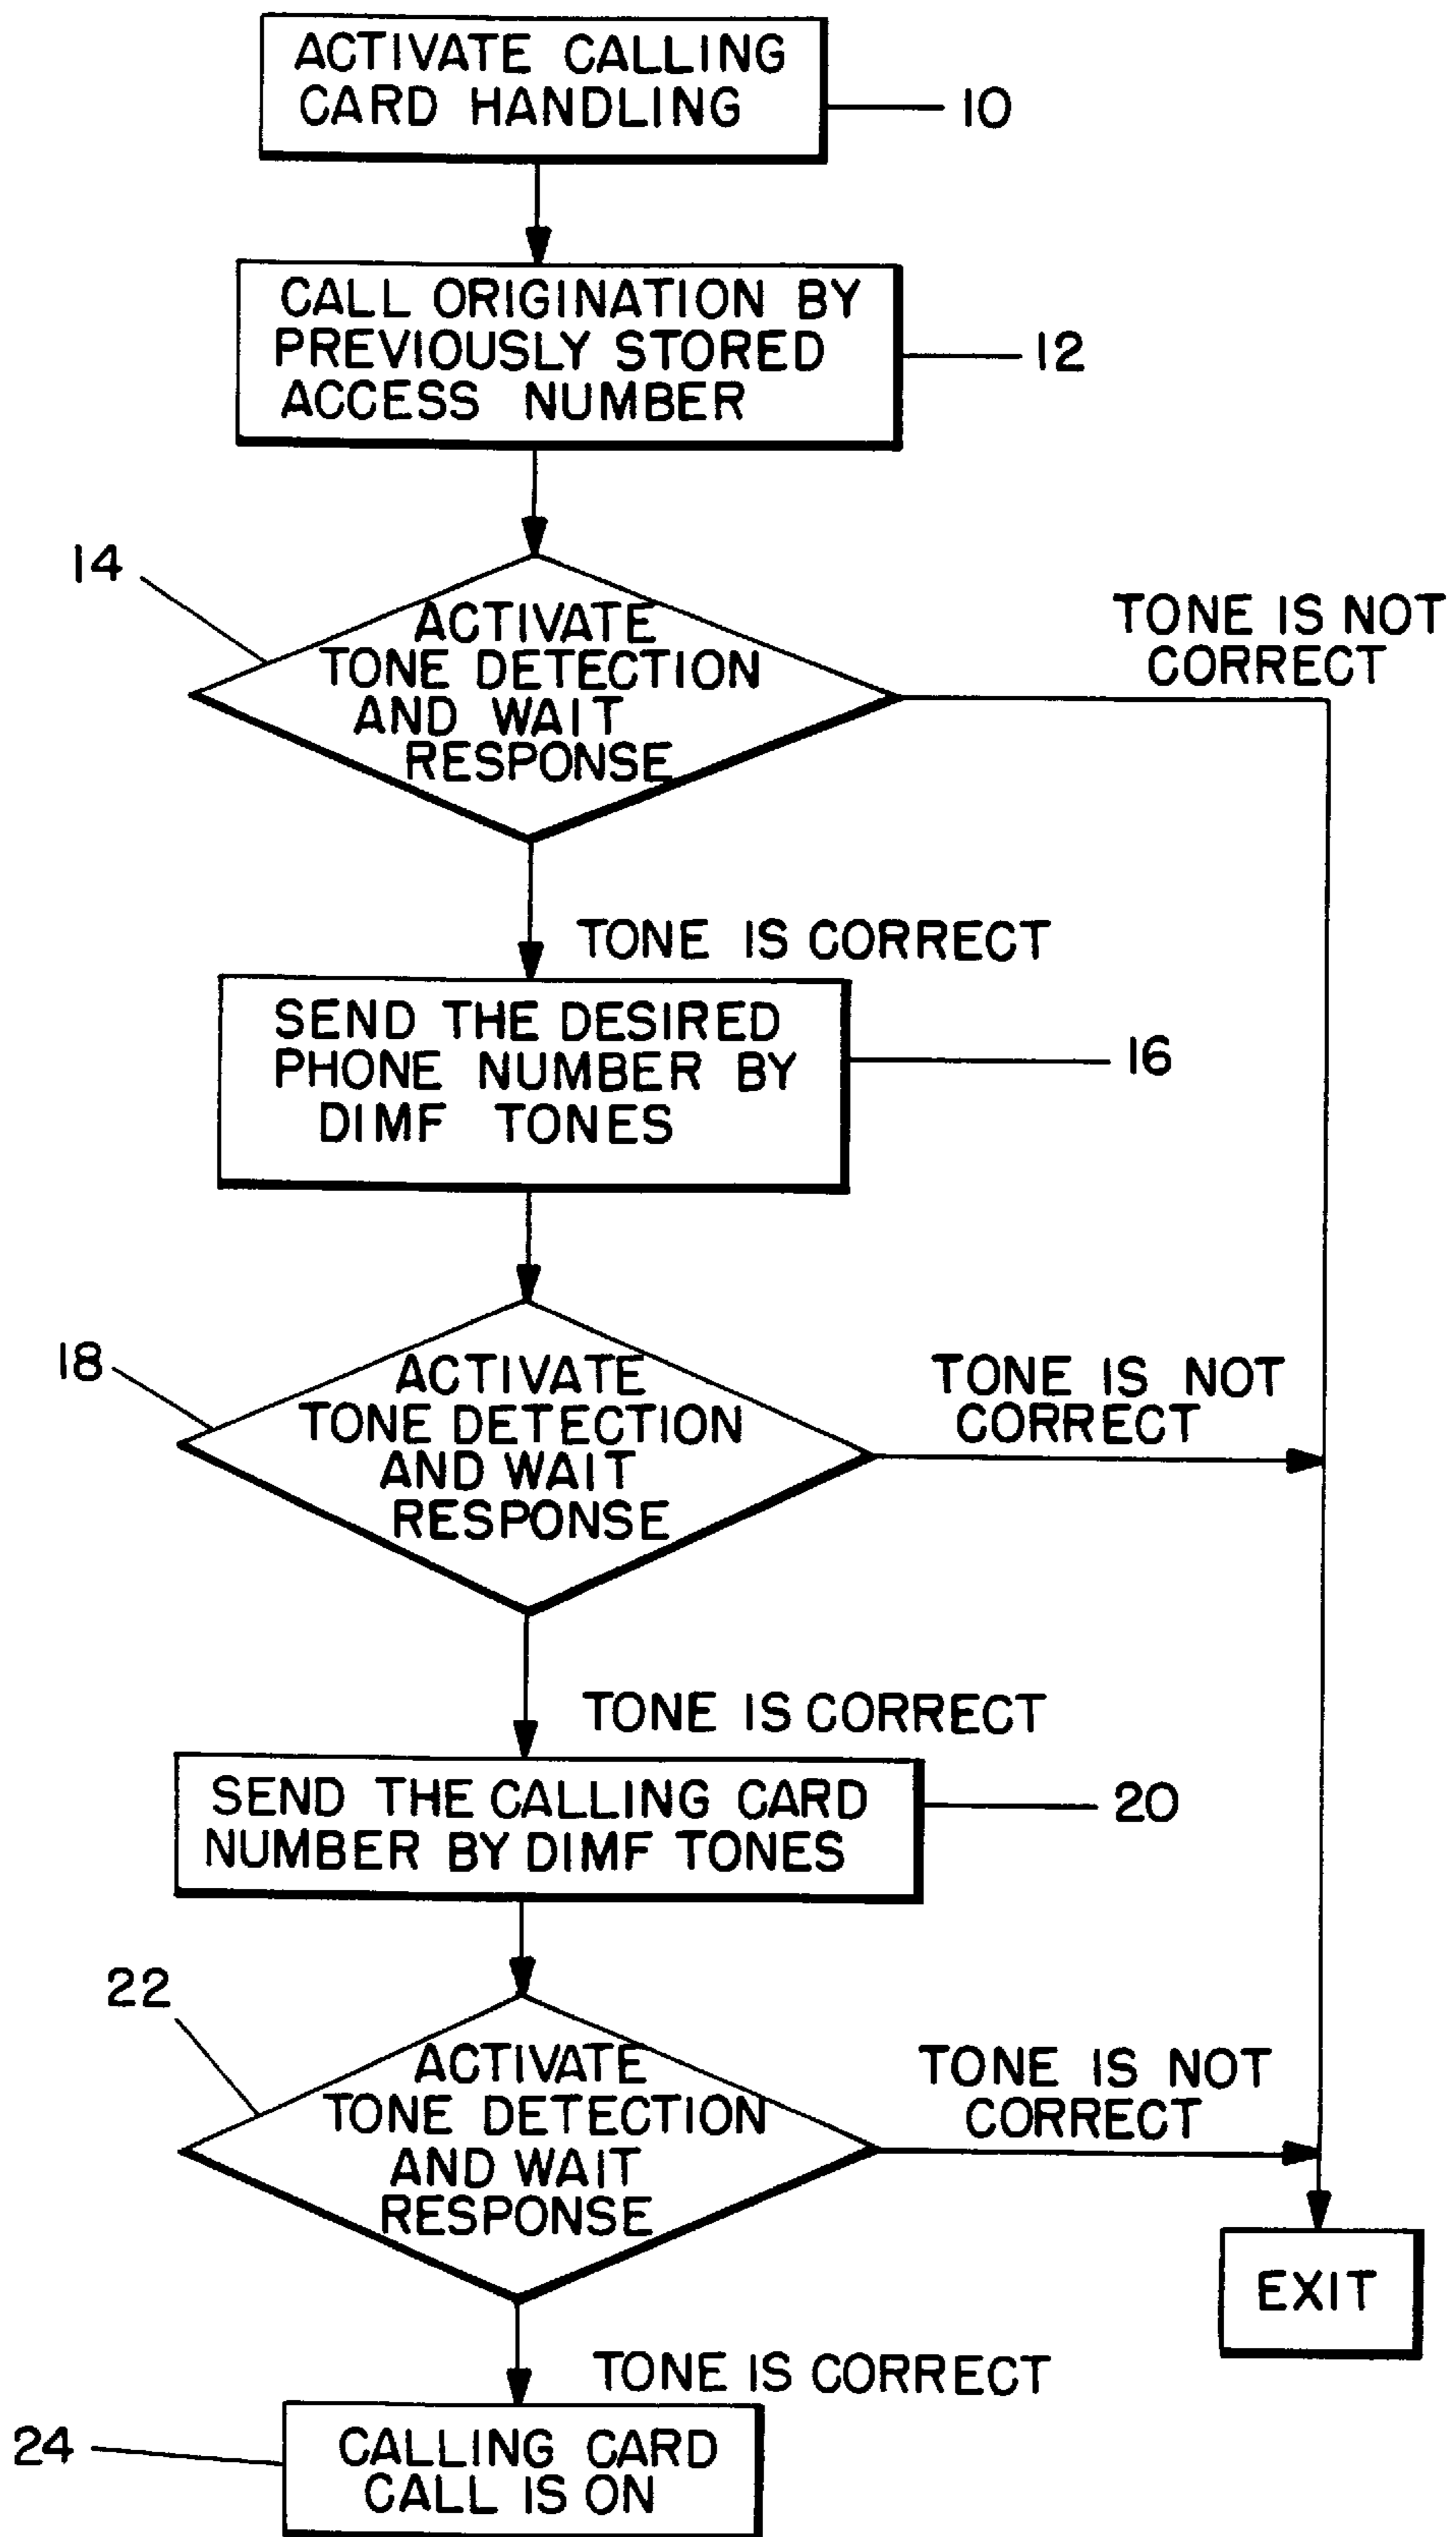 ACTIVATE CALLING
CARD HANDLING
10
CALL ORIGINATION BY
PREVIOUSLY STORED
ACCESS NUMBER
12
14
ACTIVATE
TONE DETECTION
AND WAIT
RESPONSE
TONE IS NOT
CORRECT
TONE IS CORRECT
SEND THE DESIRED
PHONE NUMBER BY
DIMF TONES
16
18
ACTIVATE
TONE DETECTION
AND WAIT
RESPONSE
TONE IS NOT
CORRECT
TONE IS CORRECT
SEND THE CALLING CARD
NUMBER BY DIMF TONES
20
22
ACTIVATE
TONE DETECTION
AND WAIT
RESPONSE
TONE IS NOT
CORRECT
EXIT
TONE IS CORRECT
24
CALLING CARD
CALL IS ON